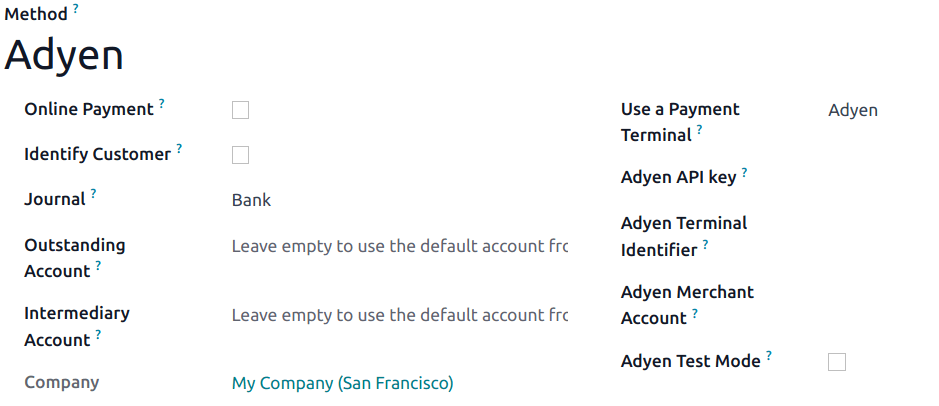 Method ?
Adyen
Online Payment ?
Identify Customer ?
Journal ? Bank
Outstanding
Account ? Leave empty to use the default account fro
Intermediary
Account ? Leave empty to use the default account fro
Company My Company (San Francisco)
Use a Payment
Terminal ? Adyen
Adyen API key ?
Adyen Terminal
Identifier ?
Adyen Merchant
Account ?
Adyen Test Mode ?